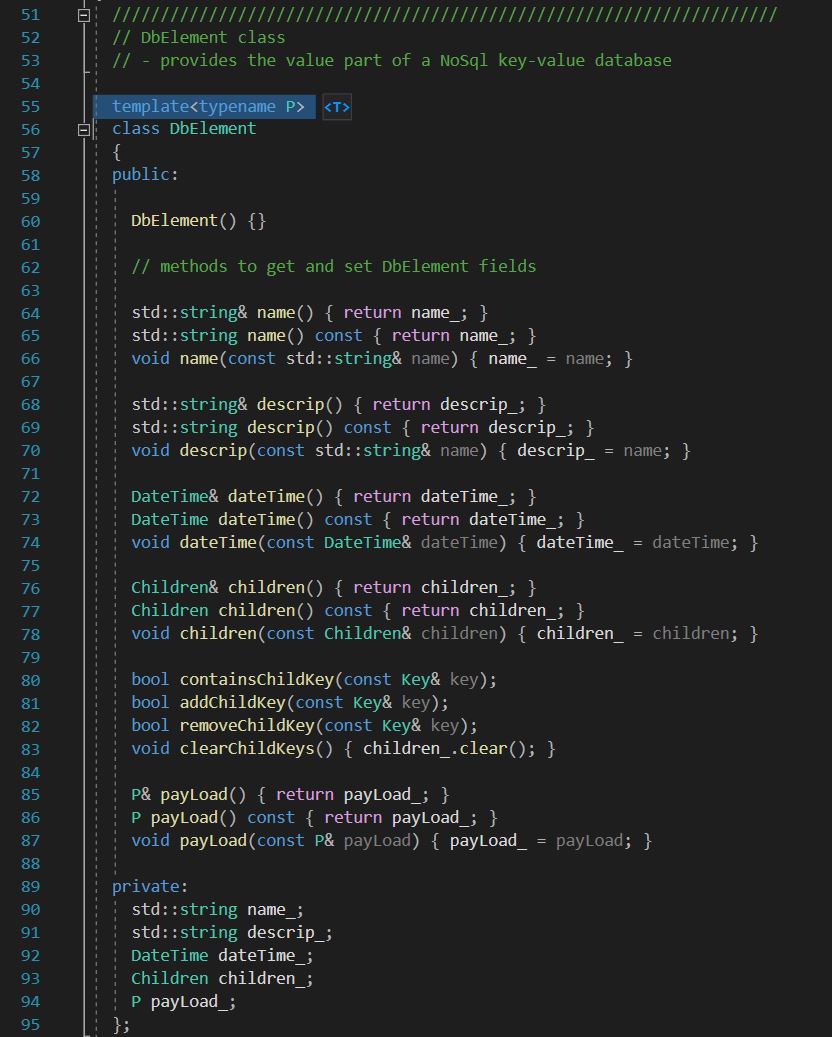 51 /////////////////////////////////////////////////////////////////////
52 // DbElement class
53 // - provides the value part of a NoSql key-value database
54
55 template<typename P> <T>
56 class DbElement
57 {
58 public:
59
60   DbElement() {}
61
62   // methods to get and set DbElement fields
63
64   std::string& name() { return name_; }
65   std::string name() const { return name_; }
66   void name(const std::string& name) { name_ = name; }
67
68   std::string& descrip() { return descrip_; }
69   std::string descrip() const { return descrip_; }
70   void descrip(const std::string& name) { descrip_ = name; }
71
72   DateTime& dateTime() { return dateTime_; }
73   DateTime dateTime() const { return dateTime_; }
74   void dateTime(const DateTime& dateTime) { dateTime_ = dateTime; }
75
76   Children& children() { return children_; }
77   Children children() const { return children_; }
78   void children(const Children& children) { children_ = children; }
79
80   bool containsChildKey(const Key& key);
81   bool addChildKey(const Key& key);
82   bool removeChildKey(const Key& key);
83   void clearChildKeys() { children_.clear(); }
84
85   P& payLoad() { return payLoad_; }
86   P payLoad() const { return payLoad_; }
87   void payLoad(const P& payLoad) { payLoad_ = payLoad; }
88
89 private:
90   std::string name_;
91   std::string descrip_;
92   DateTime dateTime_;
93   Children children_;
94   P payLoad_;
95 };